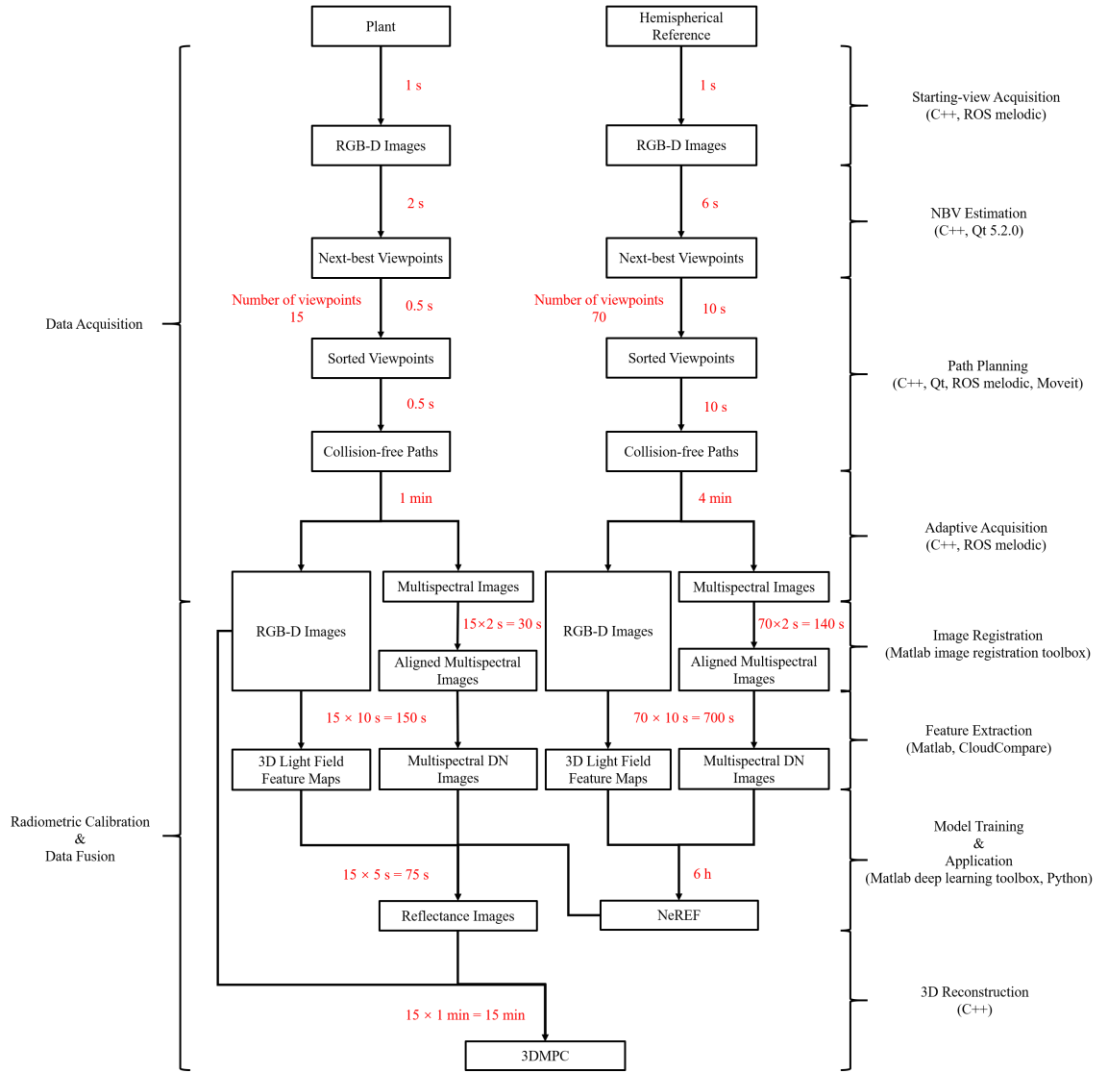 Plant
Hemispherical
Reference
1 s
1 s
Starting-view Acquisition
(C++, ROS melodic)
RGB-D Images
RGB-D Images
2 s
6 s
NBV Estimation
(C++, Qt 5.2.0)
Next-best Viewpoints
Next-best Viewpoints
Number of viewpoints
15
0.5 s
Number of viewpoints
70
10 s
Data Acquisition
Sorted Viewpoints
Sorted Viewpoints
Path Planning
(C++, Qt, ROS melodic, Moveit)
0.5 s
10 s
Collision-free Paths
Collision-free Paths
1 min
4 min
Adaptive Acquisition
(C++, ROS melodic)
Multispectral Images
Multispectral Images
RGB-D Images
RGB-D Images
15×2 s = 30 s
70×2 s = 140 s
Image Registration
(Matlab image registration toolbox)
Aligned Multispectral
Images
Aligned Multispectral
Images
15 × 10 s = 150 s
70 × 10 s = 700 s
Feature Extraction
(Matlab, CloudCompare)
3D Light Field
Feature Maps
Multispectral DN
Images
3D Light Field
Feature Maps
Multispectral DN
Images
Radiometric Calibration
&
Data Fusion
Model Training
&
Application
(Matlab deep learning toolbox, Python)
15 × 5 s = 75 s
6 h
Reflectance Images
NeREF
3D Reconstruction
(C++)
15 × 1 min = 15 min
3DMPC